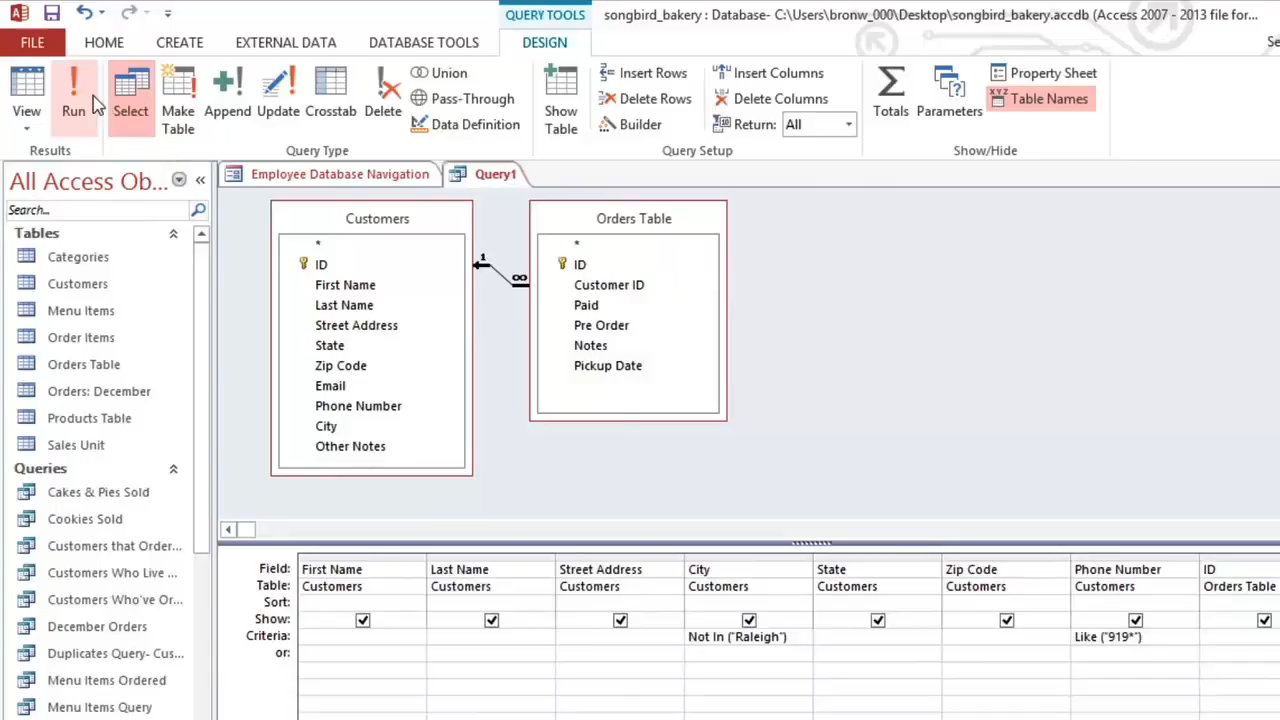 QUERY TOOLS
songbird_bakery : Database- C:\Users\bronw_000\Desktop\songbird_bakery.accdb (Access 2007 - 2013 file for...
FILE HOME CREATE EXTERNAL DATA DATABASE TOOLS DESIGN
View Run Select Make Table Append Update Crosstab Delete
Union
Pass-Through
Data Definition
Show Table
Insert Rows
Delete Rows
Builder
Insert Columns
Delete Columns
Return: All
Totals Parameters
Property Sheet
XYZ Table Names
Results Query Type Query Setup Show/Hide
All Access Ob...
Search...
Tables
Categories
Customers
Menu Items
Order Items
Orders Table
Orders: December
Products Table
Sales Unit
Queries
Cakes & Pies Sold
Cookies Sold
Customers that Order...
Customers Who Live ...
Customers Who've Or...
December Orders
Duplicates Query- Cus...
Menu Items Ordered
Menu Items Query
Employee Database Navigation Query1
Customers
*
ID
First Name
Last Name
Street Address
State
Zip Code
Email
Phone Number
City
Other Notes
1
∞
Orders Table
*
ID
Customer ID
Paid
Pre Order
Notes
Pickup Date
Field: First Name Last Name Street Address City State Zip Code Phone Number ID
Table: Customers Customers Customers Customers Customers Customers Customers Orders Table
Sort:
Show:
Criteria: Not In ("Raleigh") Like ("919*")
or: